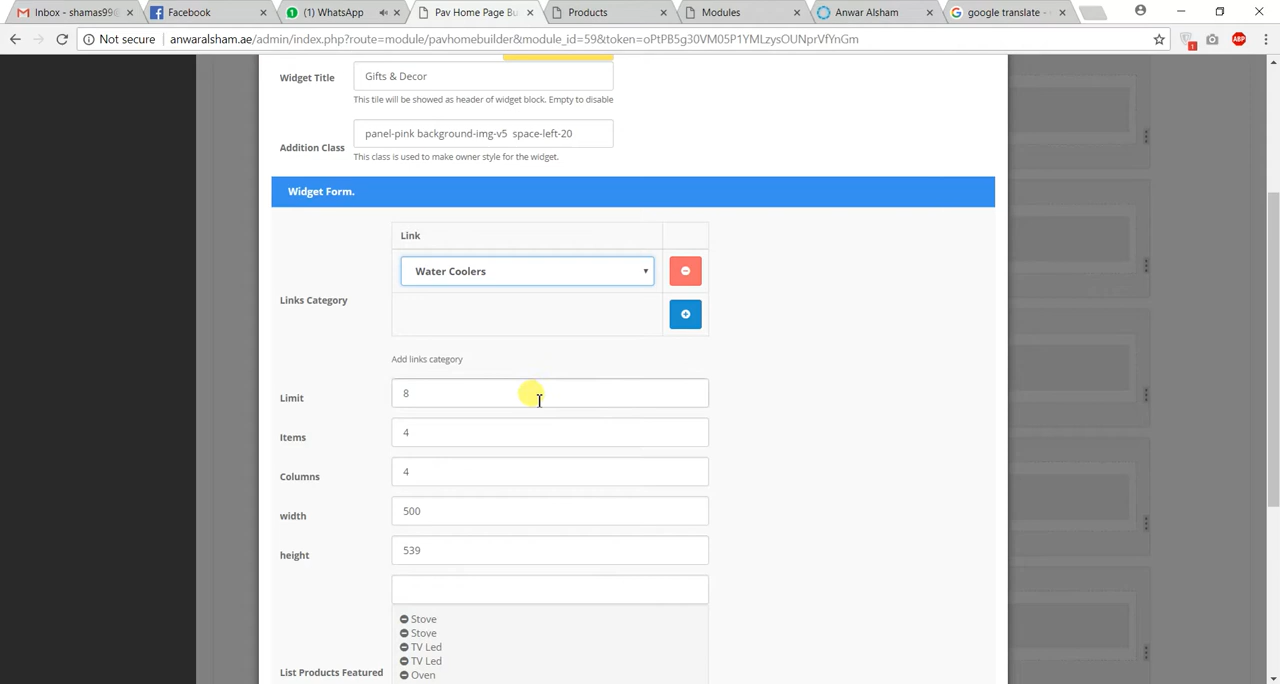 Inbox - shamas99@
Facebook
(1) WhatsApp
Pav Home Page Bu
Products
Modules
Anwar Alsham
google translate -
Not secure
anwaralsham.ae/admin/index.php?route=module/pavhomebuilder&module_id=59&token=oPtPB5g30VM05P1YMLzysOUNprVfYnGm
1
ABP
Widget Title
Gifts & Decor
This tile will be showed as header of widget block. Empty to disable
Addition Class
panel-pink background-img-v5 space-left-20
This class is used to make owner style for the widget.
Widget Form.
Link
Links Category
Water Coolers
Add links category
Limit
8
Items
4
Columns
4
width
500
height
539
List Products Featured
Stove
Stove
TV Led
TV Led
Oven